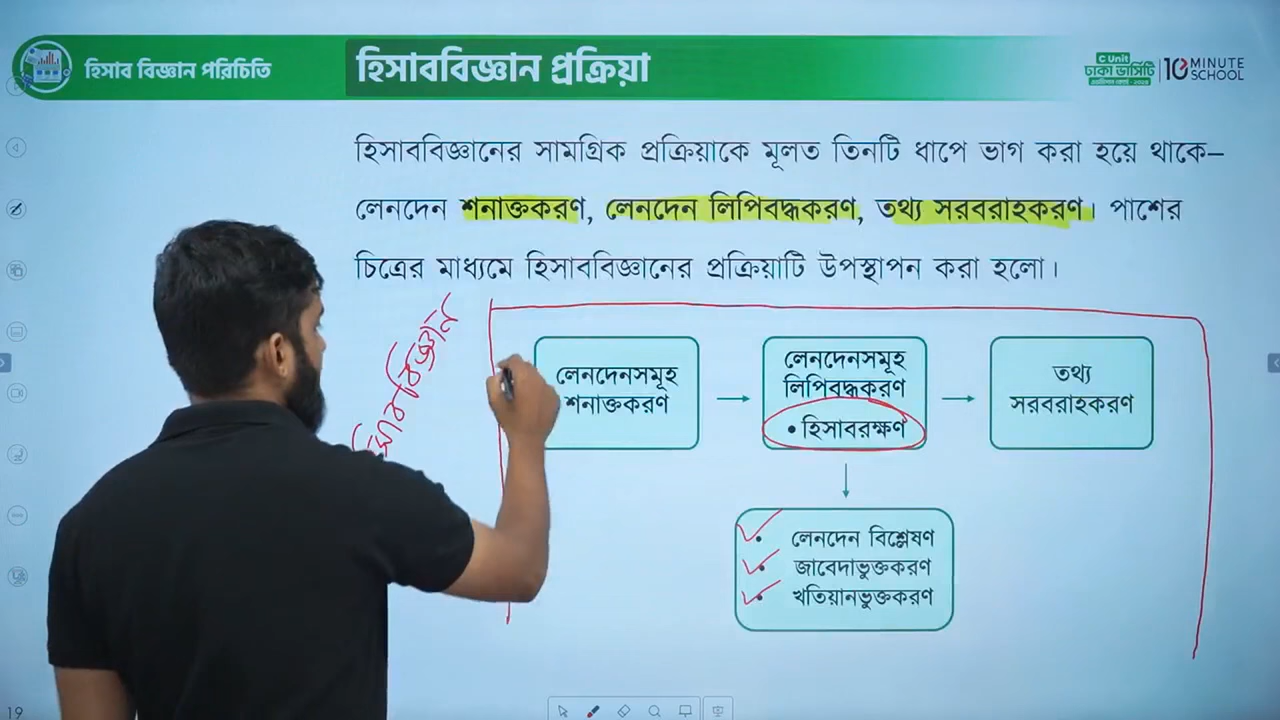 হিসাব বিজ্ঞান পরিচিতি
হিসাববিজ্ঞান প্রক্রিয়া
C Unit
ঢাকা ভার্সিটি
10 MINUTE SCHOOL
হিসাববিজ্ঞানের সামগ্রিক প্রক্রিয়াকে মূলত তিনটি ধাপে ভাগ করা হয়ে থাকে–
লেনদেন শনাক্তকরণ, লেনদেন লিপিবদ্ধকরণ, তথ্য সরবরাহকরণ। পাশের
চিত্রের মাধ্যমে হিসাববিজ্ঞানের প্রক্রিয়াটি উপস্থাপন করা হলো।
লেনদেনসমূহ
শনাক্তকরণ
লেনদেনসমূহ
লিপিবদ্ধকরণ
• হিসাবরক্ষণ
তথ্য
সরবরাহকরণ
• লেনদেন বিশ্লেষণ
• জাবেদাভুক্তকরণ
• খতিয়ানভুক্তকরণ
19